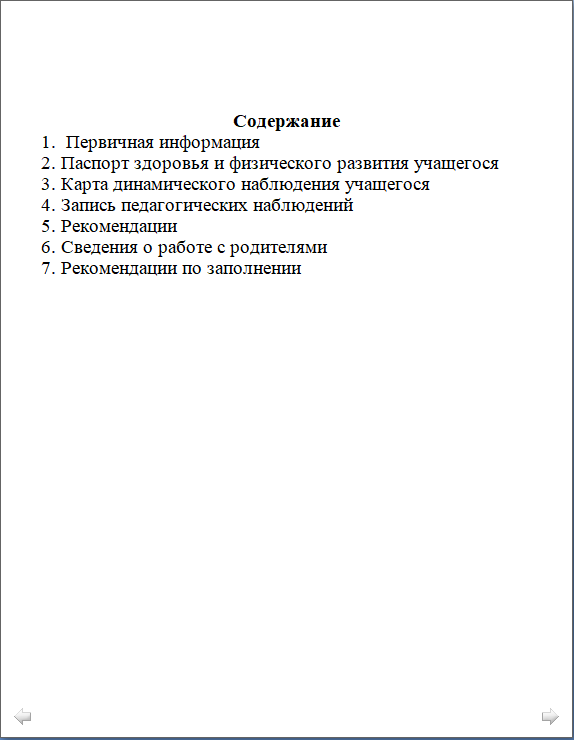 Содержание
1. Первичная информация
2. Паспорт здоровья и физического развития учащегося
3. Карта динамического наблюдения учащегося
4. Запись педагогических наблюдений
5. Рекомендации
6. Сведения о работе с родителями
7. Рекомендации по заполнении